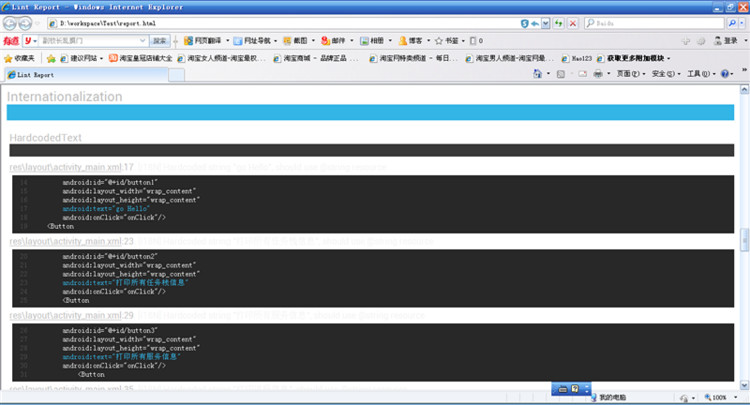 Lint Report - Windows Internet Explorer
D:\workspace\Test\report.html
Baidu
有道 搜索 网页翻译 网址导航 截图 邮件 相册 博客 书签 0 登录
收藏夹 建议网站 淘宝皇冠店铺大全 淘宝女人频道-淘宝皇权... 淘宝商城 - 品牌正品 ... 淘宝网特卖频道 - 每日... 淘宝男人频道-淘宝网是... Hao123 获取更多附加模块
Lint Report 页面(P) 安全(S) 工具(O)
Internationalization
HardcodedText
res\layout\activity_main.xml:17
14 android:id="@+id/button1"
15 android:layout_width="wrap_content"
16 android:layout_height="wrap_content"
17 android:text="go Hello"
18 android:onClick="onClick"/>
19 <Button
res\layout\activity_main.xml:23
20 android:id="@+id/button2"
21 android:layout_width="wrap_content"
22 android:layout_height="wrap_content"
23 android:text="打印所有任务栈信息"
24 android:onClick="onClick"/>
25 <Button
res\layout\activity_main.xml:29
26 android:id="@+id/button3"
27 android:layout_width="wrap_content"
28 android:layout_height="wrap_content"
29 android:text="打印所有服务信息"
30 android:onClick="onClick"/>
31 <Button
res\layout\activity_main.xml:35
我的电脑 100%